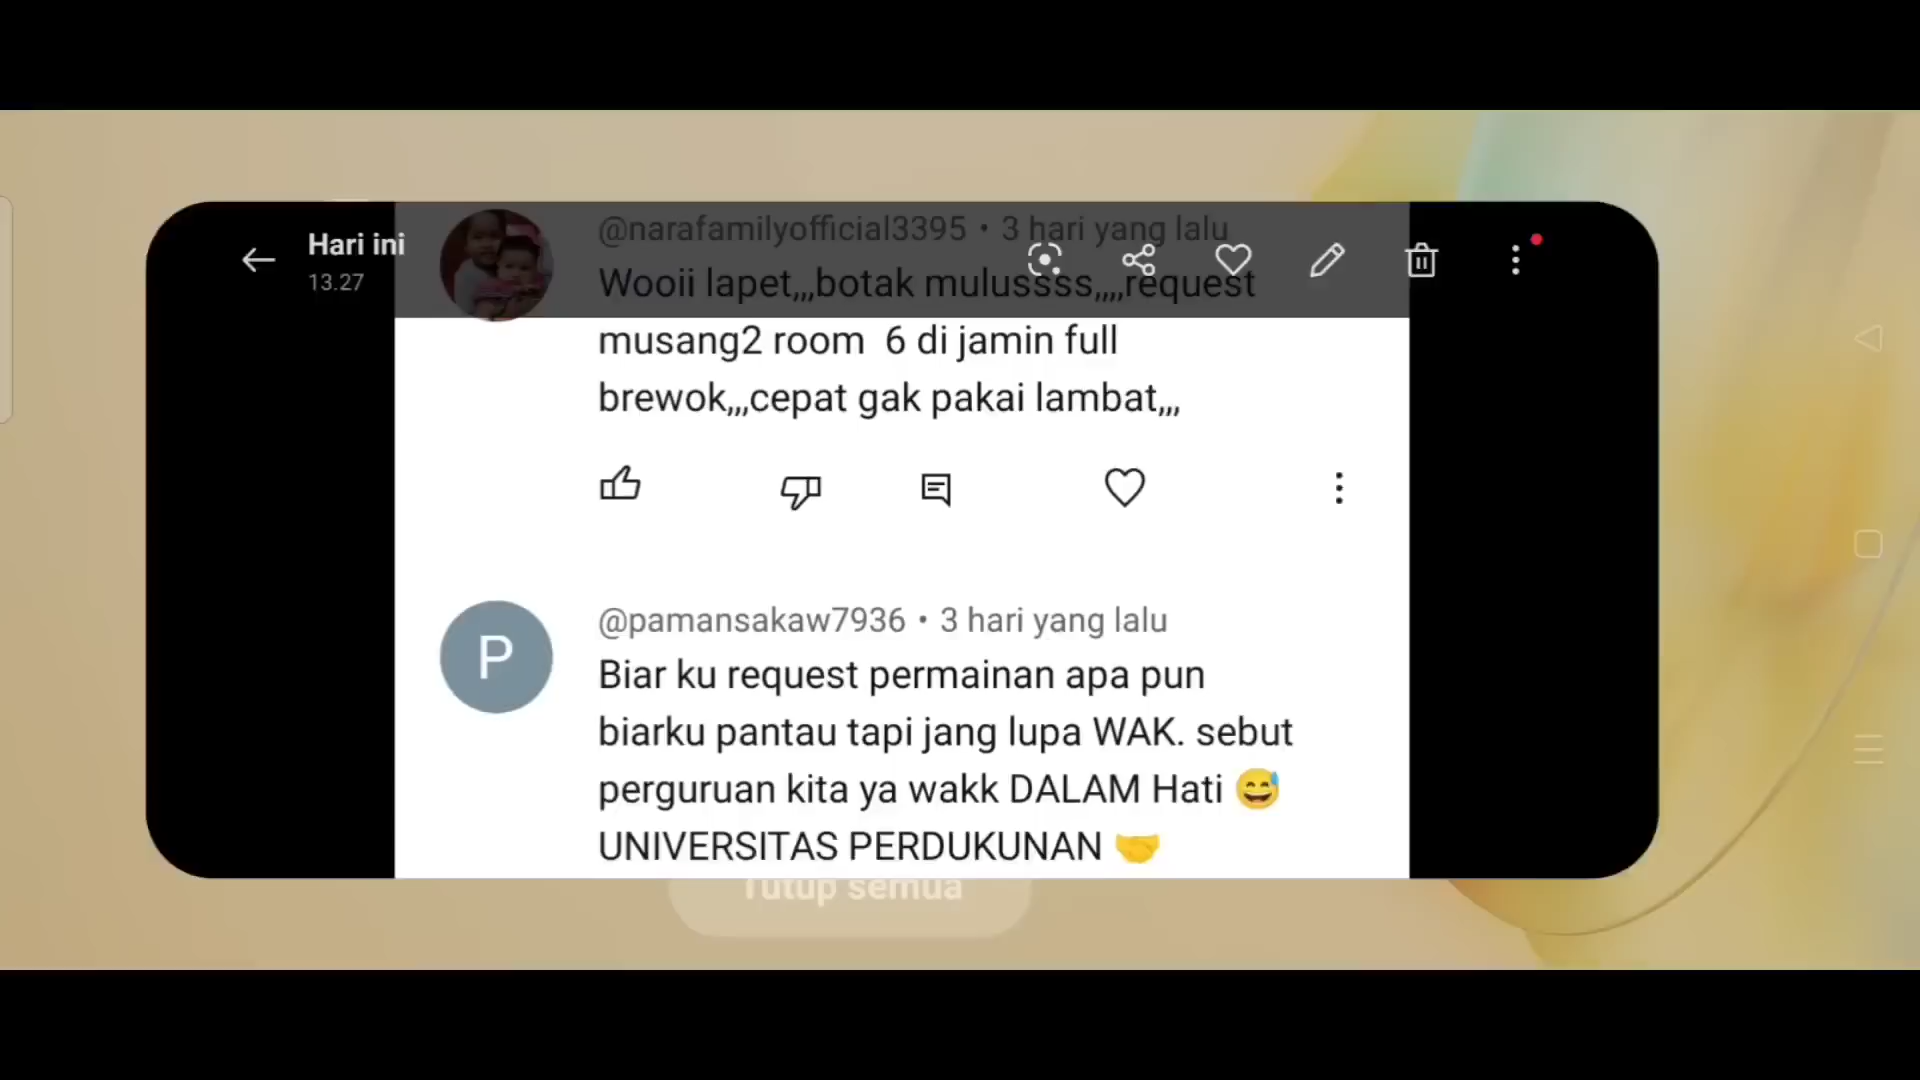 Hari ini
13.27
@narafamilyofficial3395 • 3 hari yang lalu
Wooii lapet,,,botak mulussss,,,,request
musang2 room  6 di jamin full
brewok,,,cepat gak pakai lambat,,,
P
@pamansakaw7936 • 3 hari yang lalu
Biar ku request permainan apa pun
biarku pantau tapi jang lupa WAK. sebut
perguruan kita ya wakk DALAM Hati 😅
UNIVERSITAS PERDUKUNAN 🤝
Tutup semua